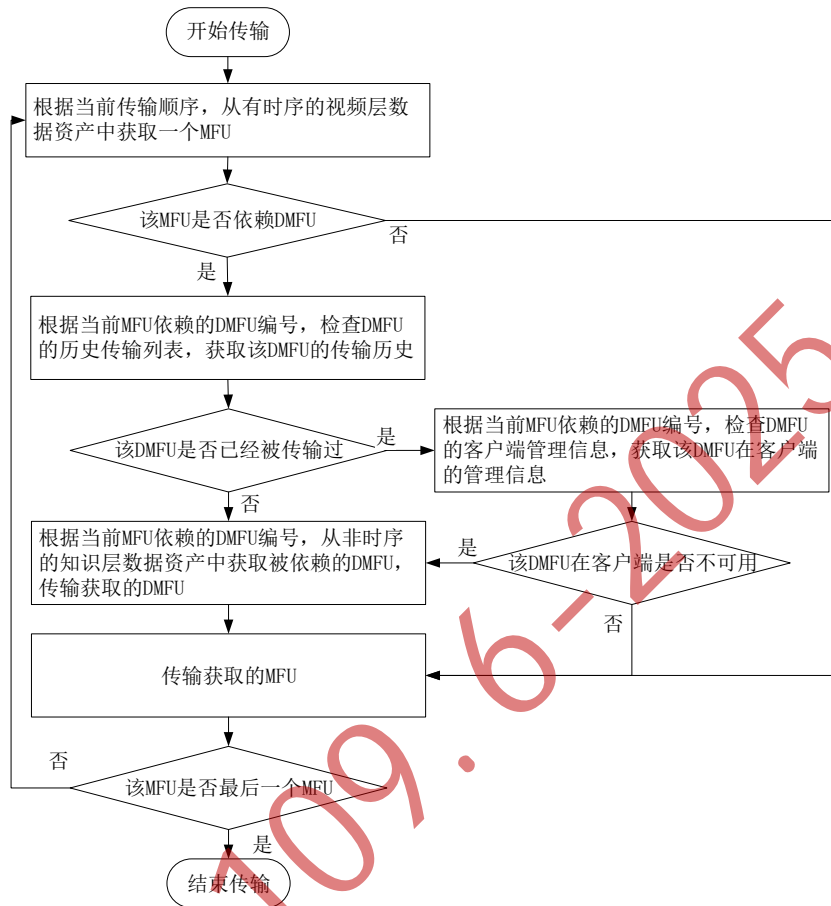 开始传输
根据当前传输顺序，从有时序的视频层数
据资产中获取一个MFU
该MFU是否依赖DMFU
否
是
根据当前MFU依赖的DMFU编号，检查DMFU
的历史传输列表，获取该DMFU的传输历史
该DMFU是否已经被传输过
是
根据当前MFU依赖的DMFU编号，检查DMFU
的客户端管理信息，获取该DMFU在客户端
的管理信息
否
根据当前MFU依赖的DMFU编号，从非时序
的知识层数据资产中获取被依赖的DMFU，
传输获取的DMFU
是
该DMFU在客户端是否不可用
否
传输获取的MFU
否
该MFU是否最后一个MFU
是
结束传输
109.6-2025